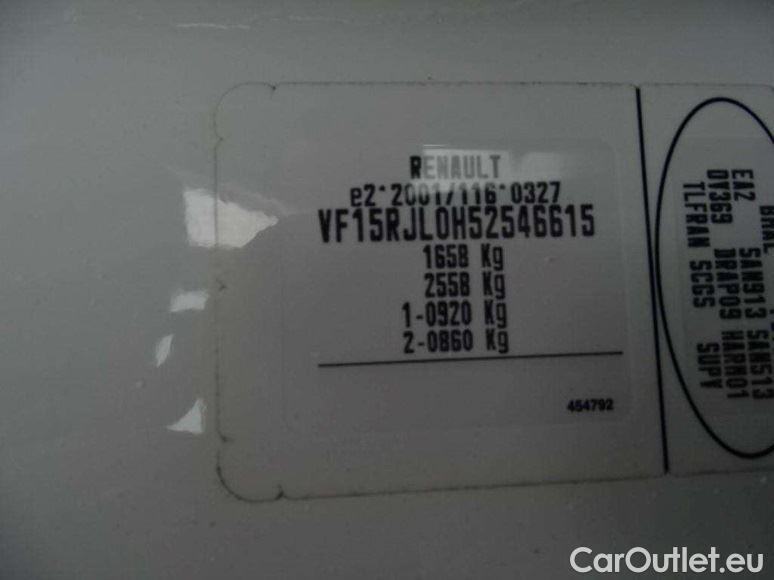 RENAULT
e2*2001/116*0327
VF15RJL0H52546615
1658 Kg
2558 Kg
1-0920 Kg
2-0860 Kg
454792
SAN913 SAN513
EA2 DRAP09 HARM01
DV369 SCGS SUPV
TLFRAN
CarOutlet.eu